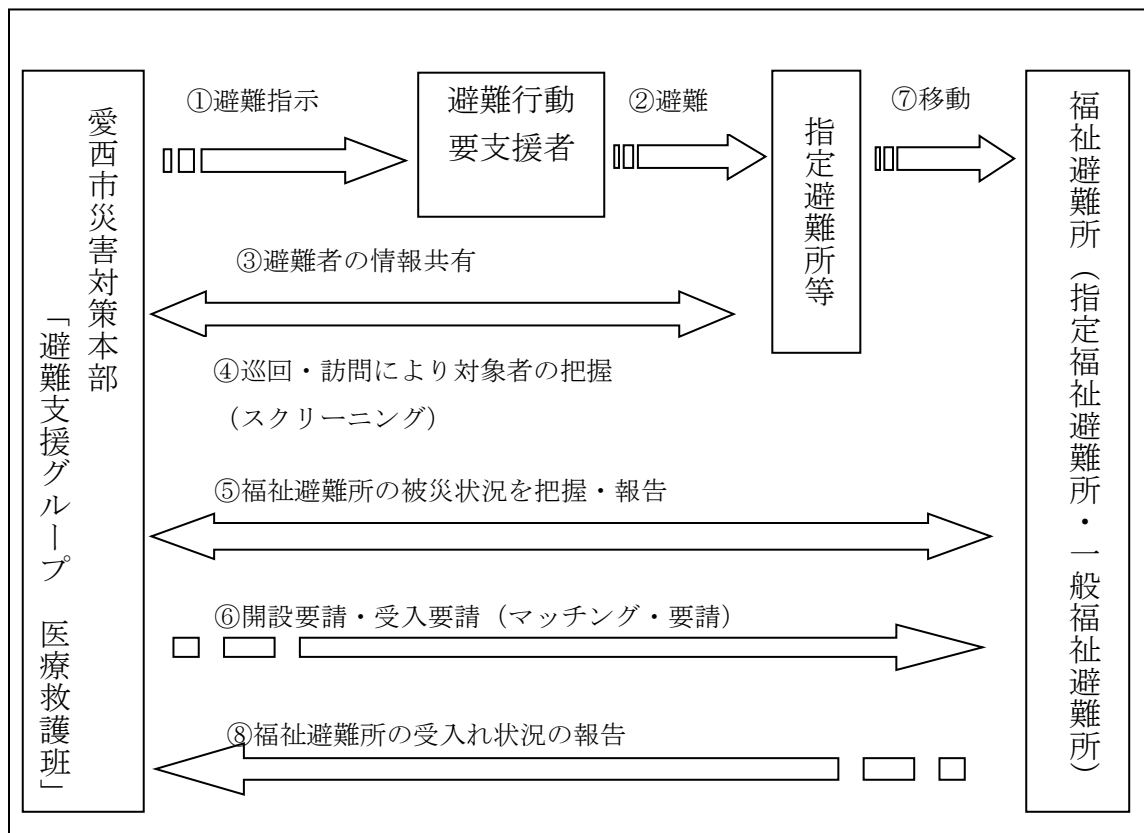 愛西市災害対策本部
「避難支援グループ　医療救護班」
①避難指示
避難行動
要支援者
②避難
指定避難所等
⑦移動
福祉避難所（指定福祉避難所・一般福祉避難所）
③避難者の情報共有
④巡回・訪問により対象者の把握
（スクリーニング）
⑤福祉避難所の被災状況を把握・報告
⑥開設要請・受入要請（マッチング・要請）
⑧福祉避難所の受入れ状況の報告